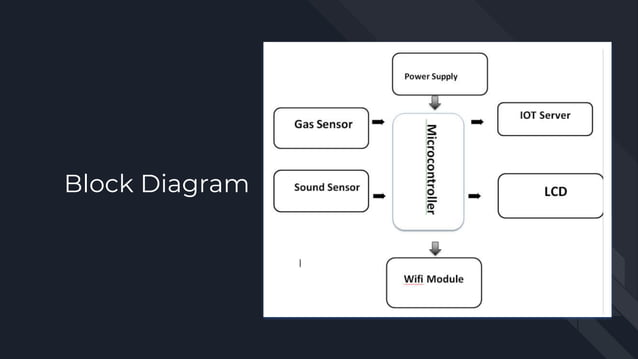 Block Diagram
Power Supply
Gas Sensor
Microcontroller
IOT Server
Sound Sensor
LCD
Wifi Module